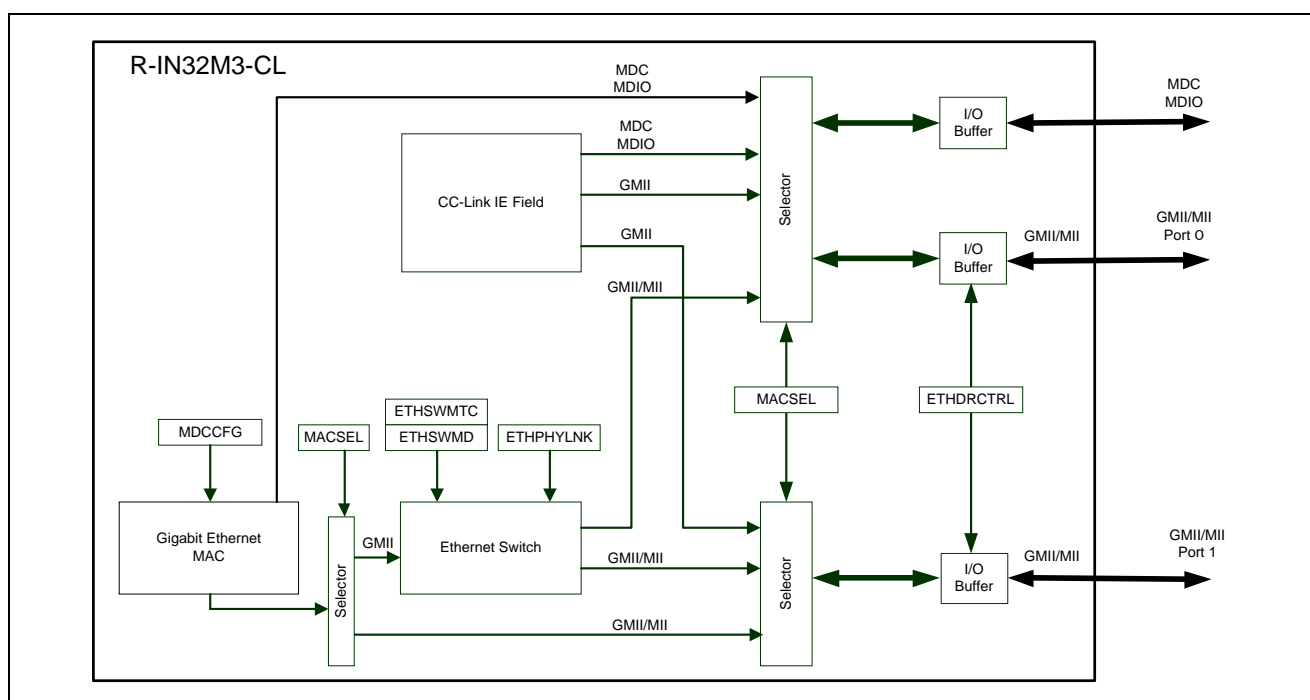 R-IN32M3-CL
MDC
MDIO
MDC
MDIO
I/O
Buffer
MDC
MDIO
CC-Link IE Field
GMII
GMII
Selector
GMII/MII
I/O
Buffer
GMII/MII
Port 0
GMII/MII
MACSEL
ETHDRCTRL
MDCCFG
MACSEL
ETHSWMTC
ETHSWMD
ETHPHYLNK
Gigabit Ethernet
MAC
Selector
GMII
Ethernet Switch
GMII/MII
GMII/MII
Selector
I/O
Buffer
GMII/MII
GMII/MII
Port 1